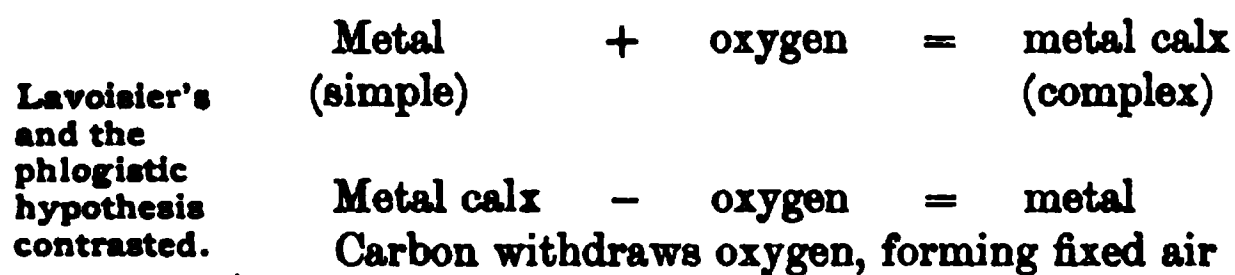 Lavoisier's
and the
phlogistic
hypothesis
contrasted.
Metal + oxygen = metal calx
(simple) (complex)
Metal calx − oxygen = metal
Carbon withdraws oxygen, forming fixed air